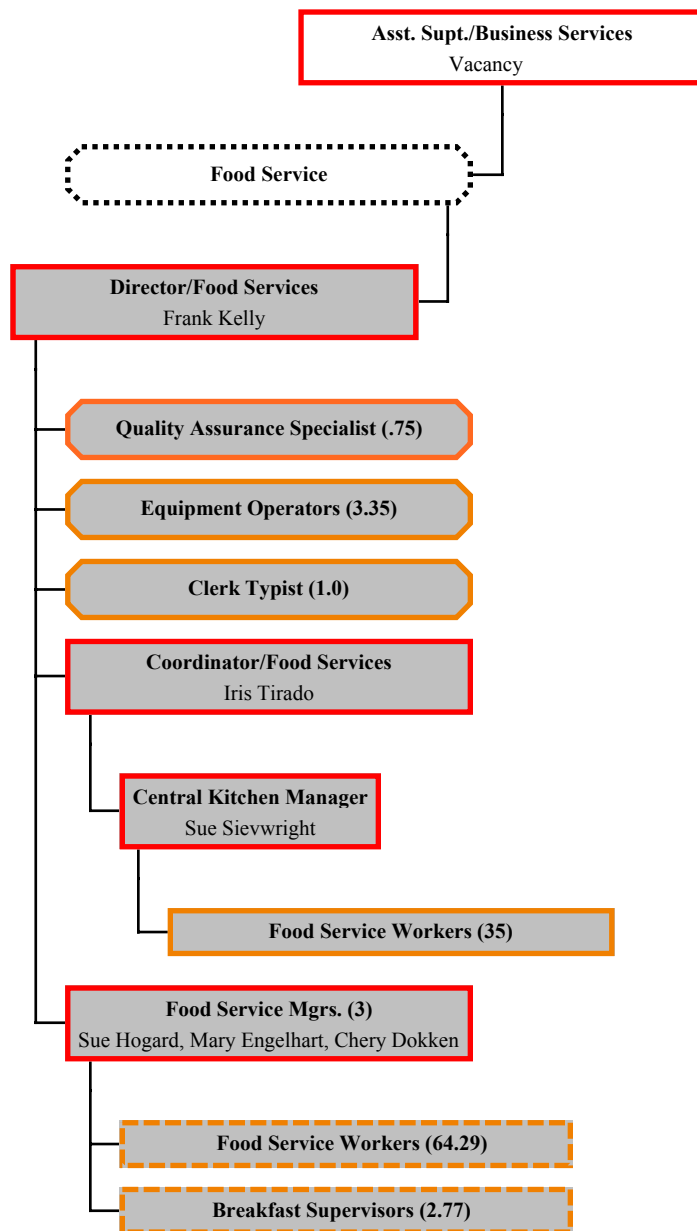 Asst. Supt./Business Services
Vacancy
Food Service
Director/Food Services
Frank Kelly
Quality Assurance Specialist (.75)
Equipment Operators (3.35)
Clerk Typist (1.0)
Coordinator/Food Services
Iris Tirado
Central Kitchen Manager
Sue Sievwright
Food Service Workers (35)
Food Service Mgrs. (3)
Sue Hogard, Mary Engelhart, Chery Dokken
Food Service Workers (64.29)
Breakfast Supervisors (2.77)